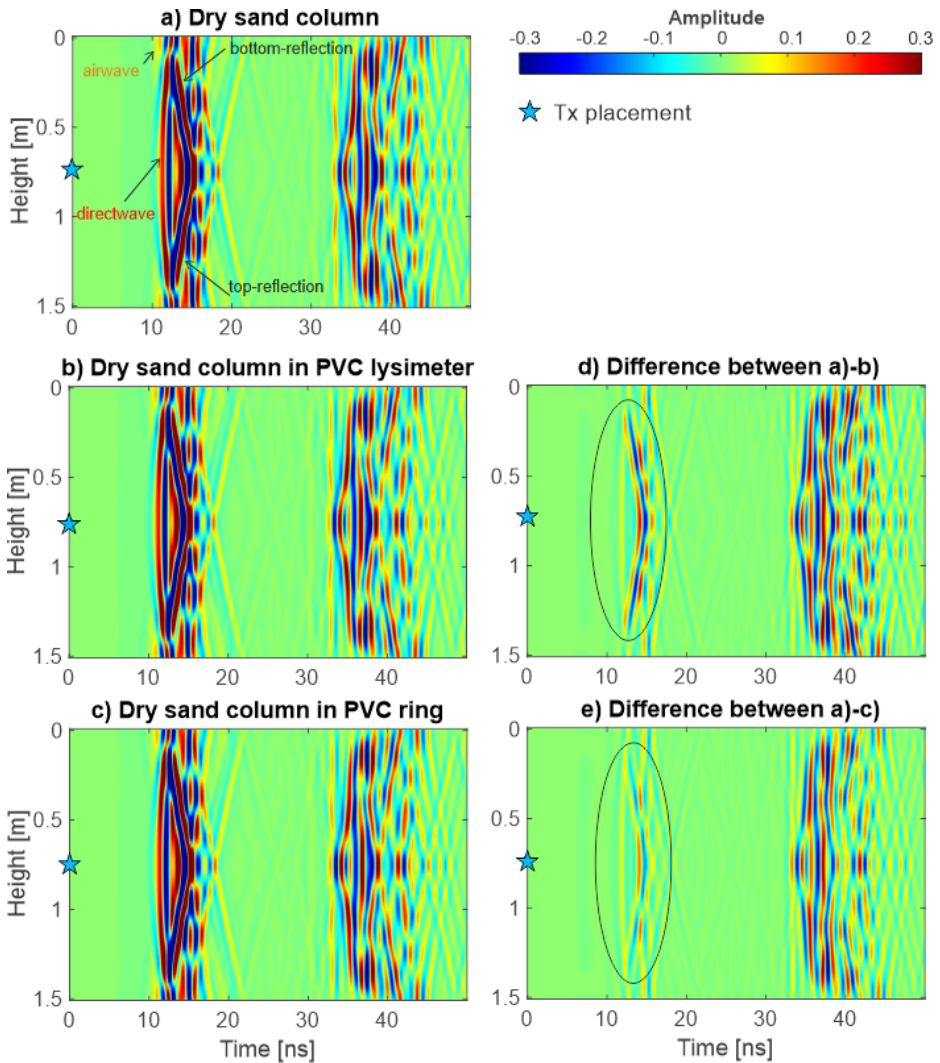 a) Dry sand column
Amplitude
-0.3 -0.2 -0.1 0 0.1 0.2 0.3
Tx placement
airwave
bottom-reflection
directwave
top-reflection
Height [m]
0
0.5
1
1.5
0 10 20 30 40
b) Dry sand column in PVC lysimeter
Height [m]
0
0.5
1
1.5
0 10 20 30 40
d) Difference between a)-b)
0
0.5
1
1.5
0 10 20 30 40
c) Dry sand column in PVC ring
Height [m]
0
0.5
1
1.5
0 10 20 30 40
Time [ns]
e) Difference between a)-c)
0
0.5
1
1.5
0 10 20 30 40
Time [ns]